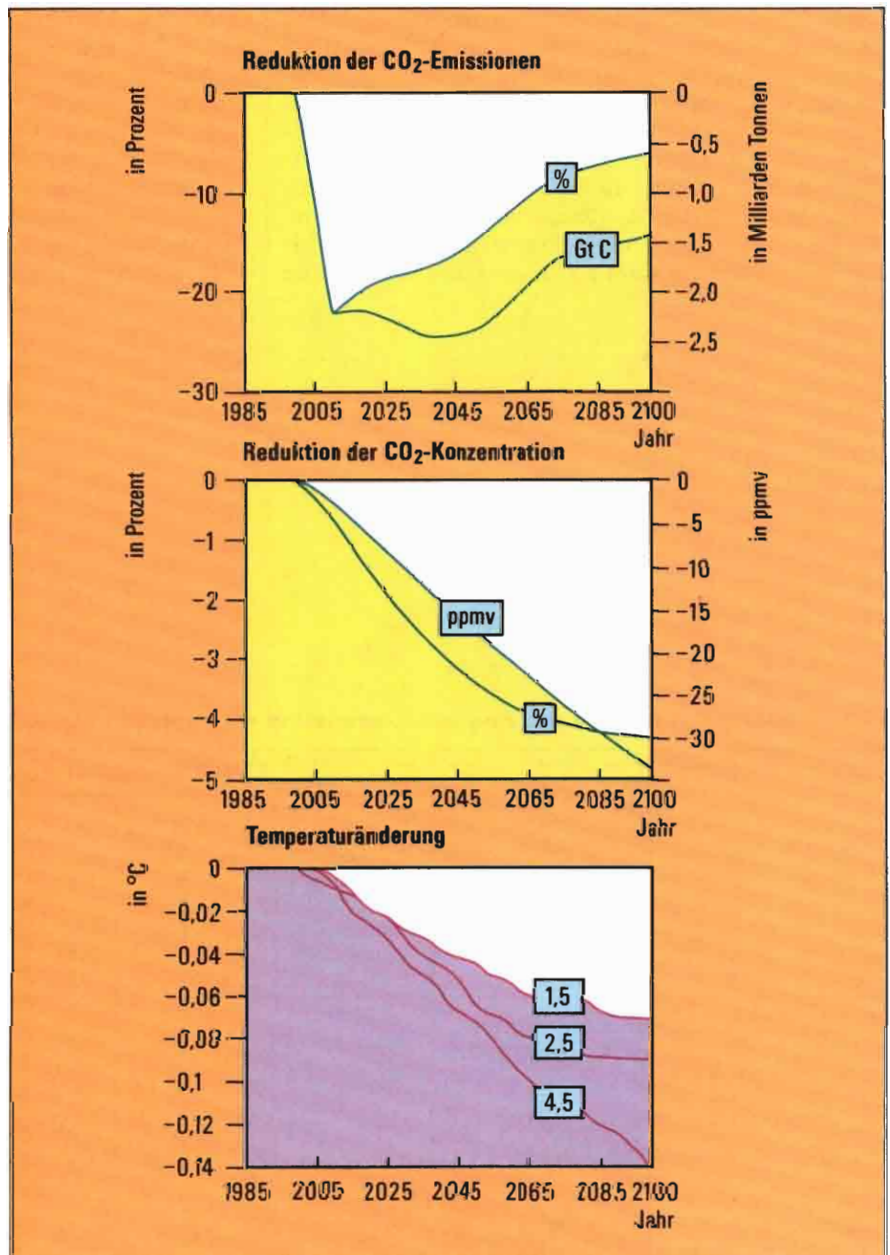 Reduktion der CO₂-Emissionen
in Prozent
0
-10
-20
-30
0
-0,5
-1,0
-1,5
-2,0
-2,5
in Milliarden Tonnen
%
Gt C
1985 2005 2025 2045 2065 2085 2100
Jahr
Reduktion der CO₂-Konzentration
in Prozent
0
-1
-2
-3
-4
-5
0
-5
-10
-15
-20
-25
-30
in ppmv
ppmv
%
1985 2005 2025 2045 2065 2085 2100
Jahr
Temperaturänderung
in °C
0
-0,02
-0,04
-0,06
-0,08
-0,1
-0,12
-0,14
1,5
2,5
4,5
1985 2005 2025 2045 2065 2085 2100
Jahr